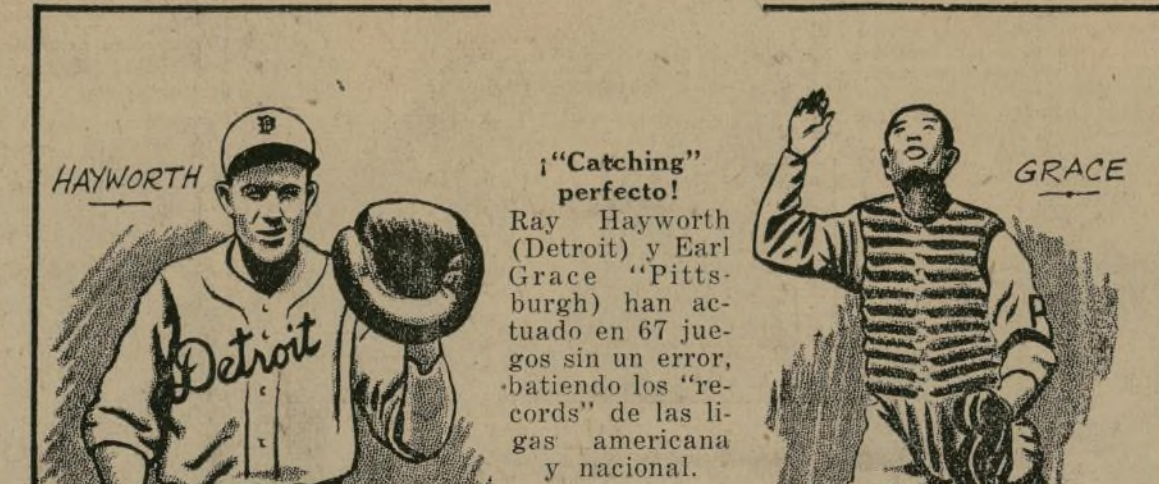 HAYWORTH
D
Detroit
¡"Catching"
perfecto!
Ray Hayworth
(Detroit) y Earl
Grace "Pitts-
burgh) han ac-
tuado en 67 jue-
gos sin un error,
batiendo los "re-
cords" de las li-
gas americana
y nacional.
GRACE
P